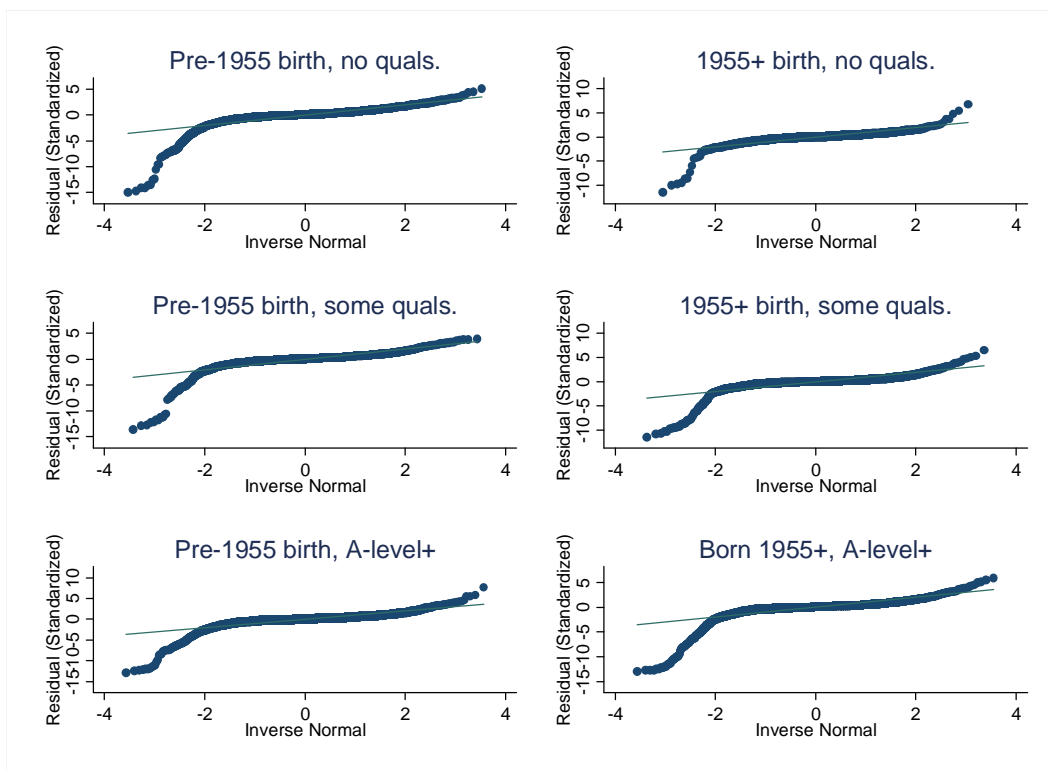 Pre-1955 birth, no quals.
Residual (Standardized)
-15 -10 -5 0 5
-4 -2 0 2 4
Inverse Normal
1955+ birth, no quals.
Residual (Standardized)
-10 -5 0 5 10
-4 -2 0 2 4
Inverse Normal
Pre-1955 birth, some quals.
Residual (Standardized)
-15 -10 -5 0 5
-4 -2 0 2 4
Inverse Normal
1955+ birth, some quals.
Residual (Standardized)
-10 -5 0 5 10
-4 -2 0 2 4
Inverse Normal
Pre-1955 birth, A-level+
Residual (Standardized)
-15 -10 -5 0 5 10
-4 -2 0 2 4
Inverse Normal
Born 1955+, A-level+
Residual (Standardized)
-15 -10 -5 0 5
-4 -2 0 2 4
Inverse Normal